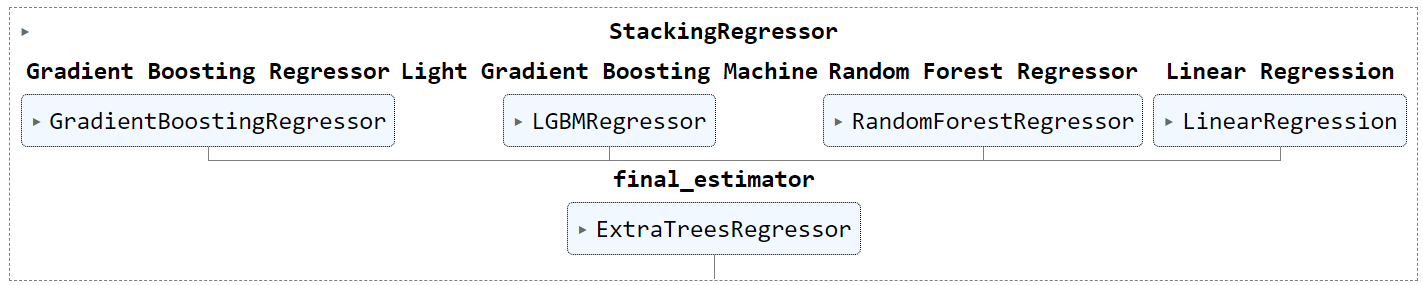 StackingRegressor
Gradient Boosting Regressor Light Gradient Boosting Machine Random Forest Regressor Linear Regression
GradientBoostingRegressor LGBMRegressor RandomForestRegressor LinearRegression
final_estimator
ExtraTreesRegressor